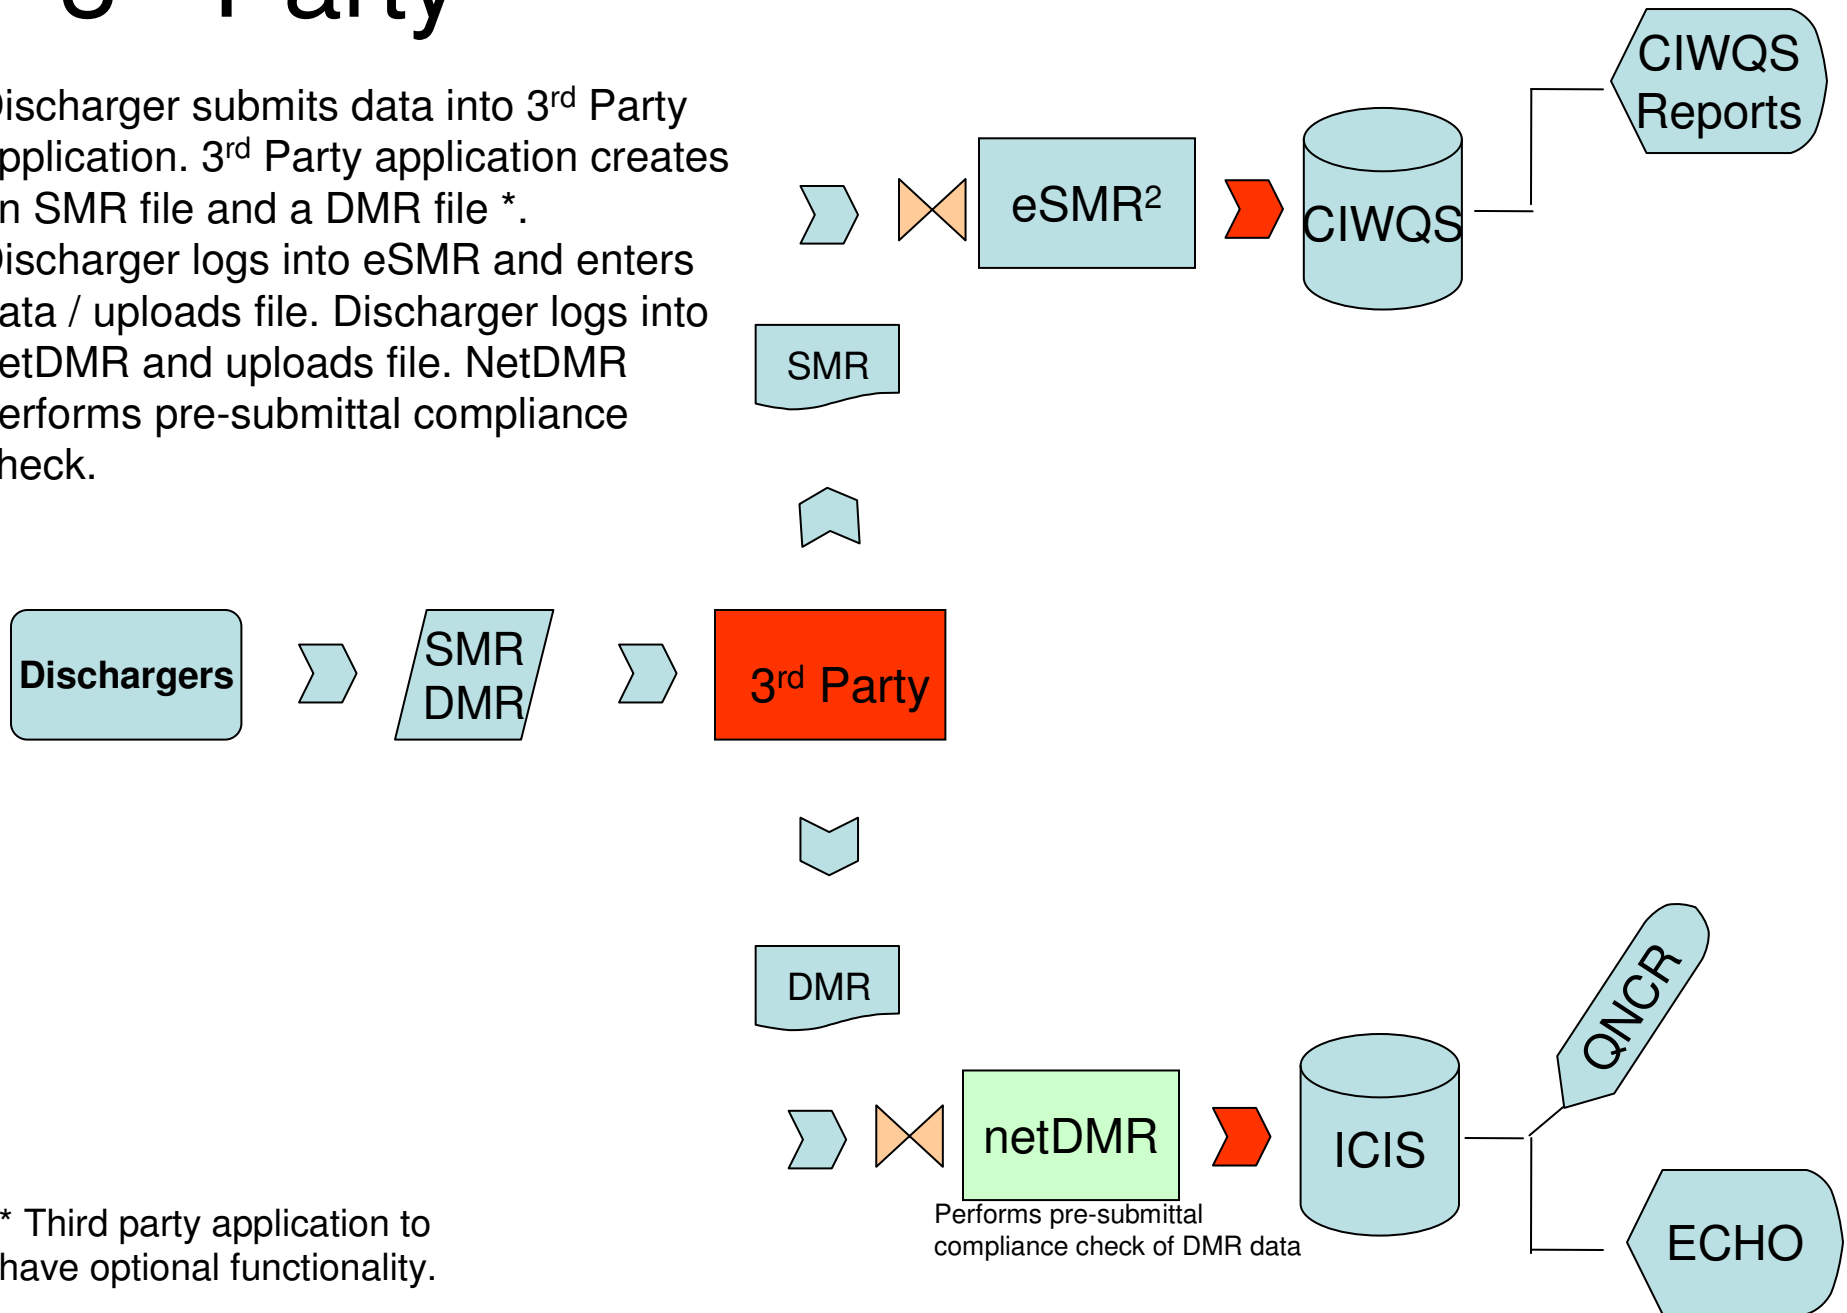 3 Party
Discharger submits data into 3rd Party
pplication. 3rd Party application creates
n SMR file and a DMR file *.
Discharger logs into eSMR and enters
ata / uploads file. Discharger logs into
etDMR and uploads file. NetDMR
erforms pre-submittal compliance
heck.
CIWQS
Reports
eSMR2
CIWQS
SMR
Dischargers
SMR
DMR
3rd Party
DMR
netDMR
Performs pre-submittal
compliance check of DMR data
ICIS
QNCR
ECHO
* Third party application to
have optional functionality.